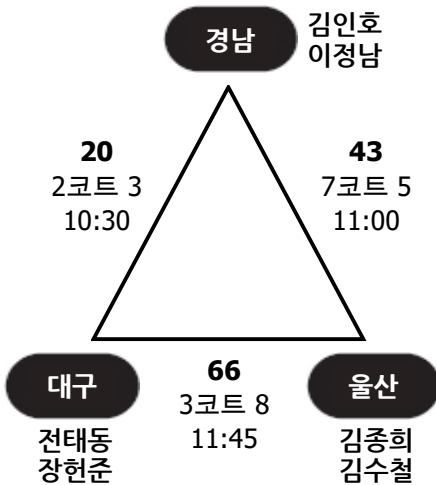 경남
김인호
이정남
20
2코트 3
10:30
43
7코트 5
11:00
대구
전태동
장헌준
66
3코트 8
11:45
울산
김종희
김수철